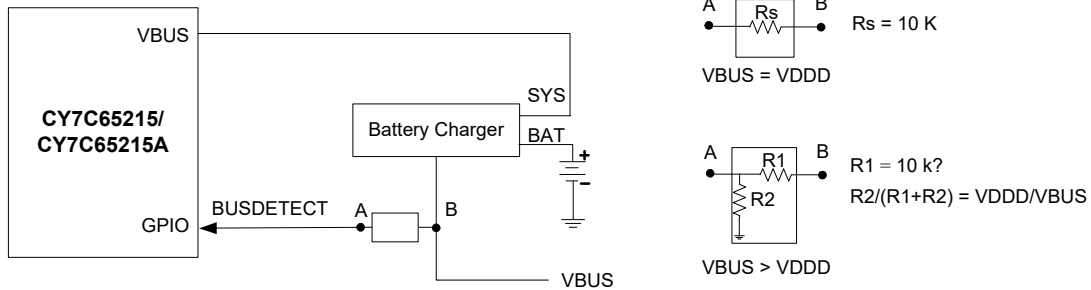 VBUS
CY7C65215/
CY7C65215A
SYS
Battery Charger
BAT
+
-
BUSDETECT
A
B
GPIO
VBUS
A
B
Rs
Rs = 10 K
VBUS = VDDD
A
B
R1
R2
R1 = 10 k?
R2/(R1+R2) = VDDD/VBUS
VBUS > VDDD